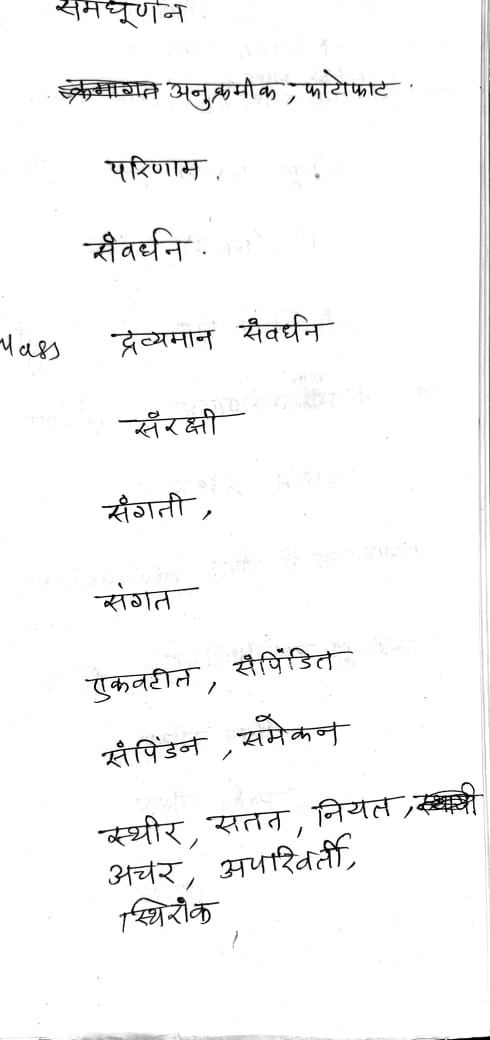 समघूर्णन
क्रमागत अनुक्रमीक, फाटोफाट
परिणाम.
संवर्धन.
Mass द्रव्यमान संवर्धन
संरक्षी
संगती,
संगत
एकवटीत, संपिंडित
संपिंडन, समेकन
स्थीर, सतत, नियत,
अचर, अपरिवर्ती,
स्थिरांक